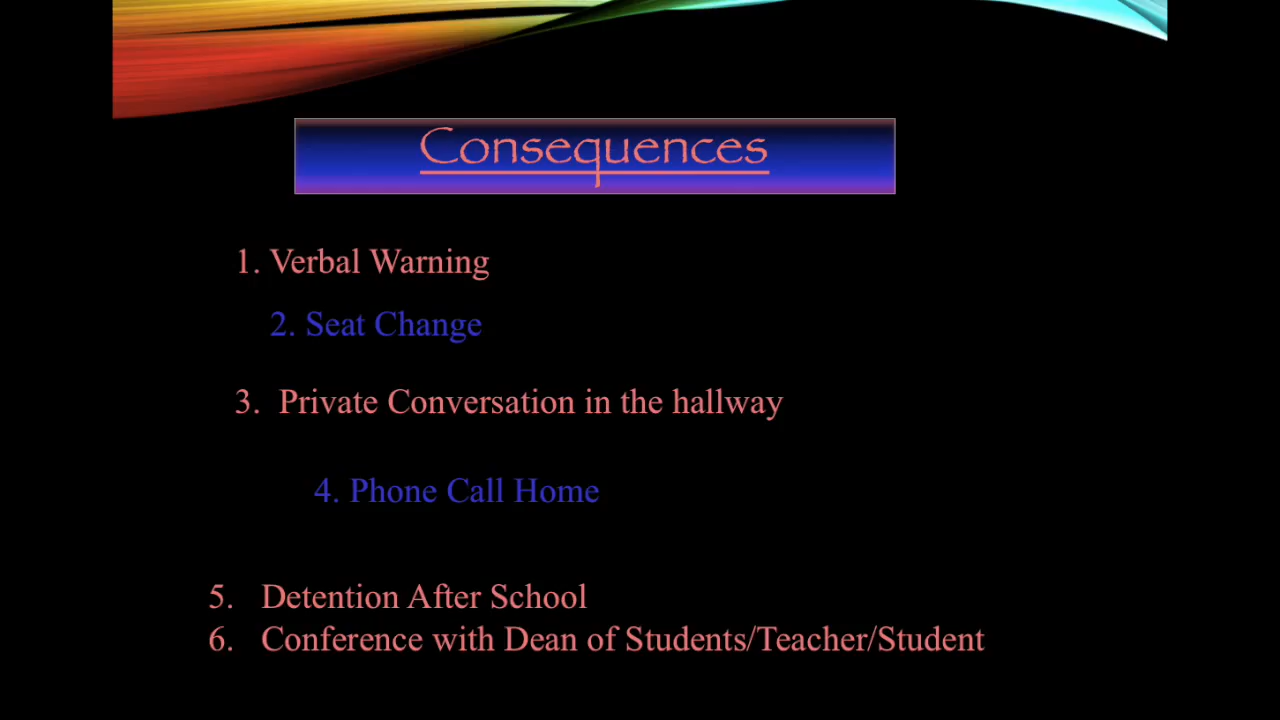 Consequences
1. Verbal Warning
2. Seat Change
3. Private Conversation in the hallway
4. Phone Call Home
5. Detention After School
6. Conference with Dean of Students/Teacher/Student